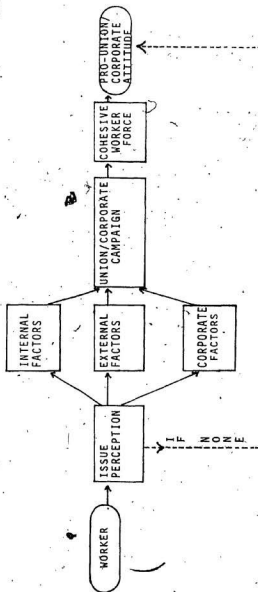 WORKER
ISSUE
PERCEPTION
IF NONE
INTERNAL
FACTORS
EXTERNAL
FACTORS
CORPORATE
FACTORS
UNION/CORPORATE
CAMPAIGN
COHESIVE
WORKER
FORCE
PRO-UNION/
CORPORATE
ATTITUDE